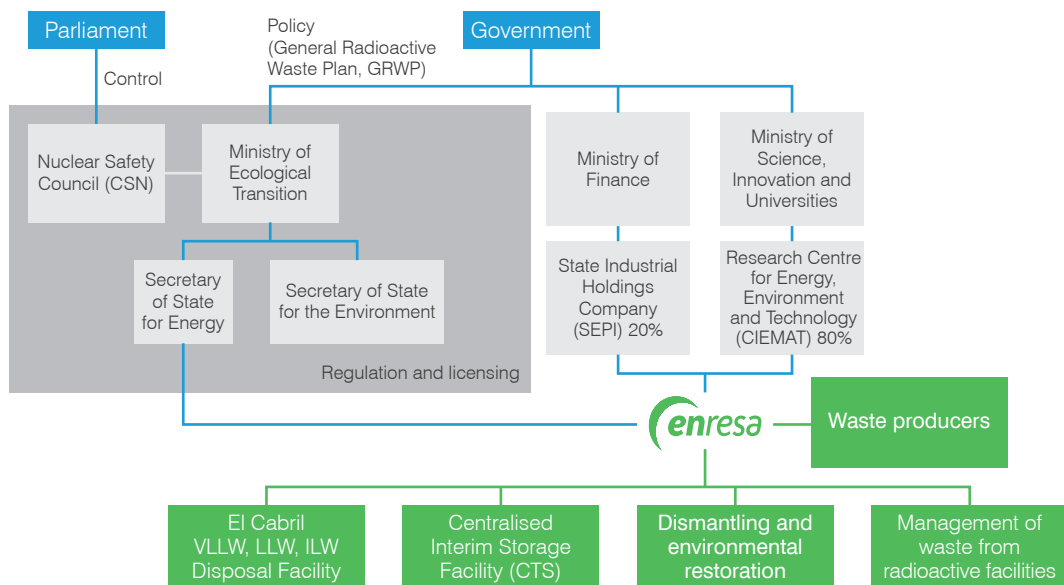 Parliament
Policy
(General Radioactive
Waste Plan, GRWP)
Government
Control
Nuclear Safety
Council (CSN)
Ministry of
Ecological
Transition
Ministry of
Finance
Ministry of
Science,
Innovation and
Universities
Secretary
of State
for Energy
Secretary of State
for the Environment
State Industrial
Holdings
Company
(SEPI) 20%
Research Centre
for Energy,
Environment
and Technology
(CIEMAT) 80%
Regulation and licensing
enresa
Waste producers
El Cabril
VLLW, LLW, ILW
Disposal Facility
Centralised
Interim Storage
Facility (CTS)
Dismantling and
environmental
restoration
Management of
waste from
radioactive facilities